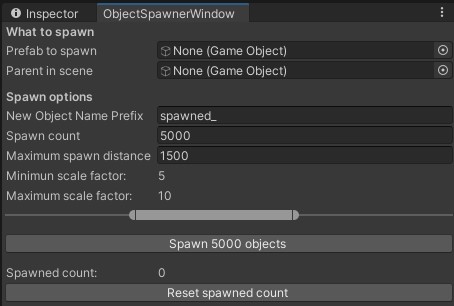 Inspector ObjectSpawnerWindow
What to spawn
Prefab to spawn None (Game Object)
Parent in scene None (Game Object)
Spawn options
New Object Name Prefix spawned_
Spawn count 5000
Maximum spawn distance 1500
Minimun scale factor: 5
Maximum scale factor: 10
Spawn 5000 objects
Spawned count: 0
Reset spawned count